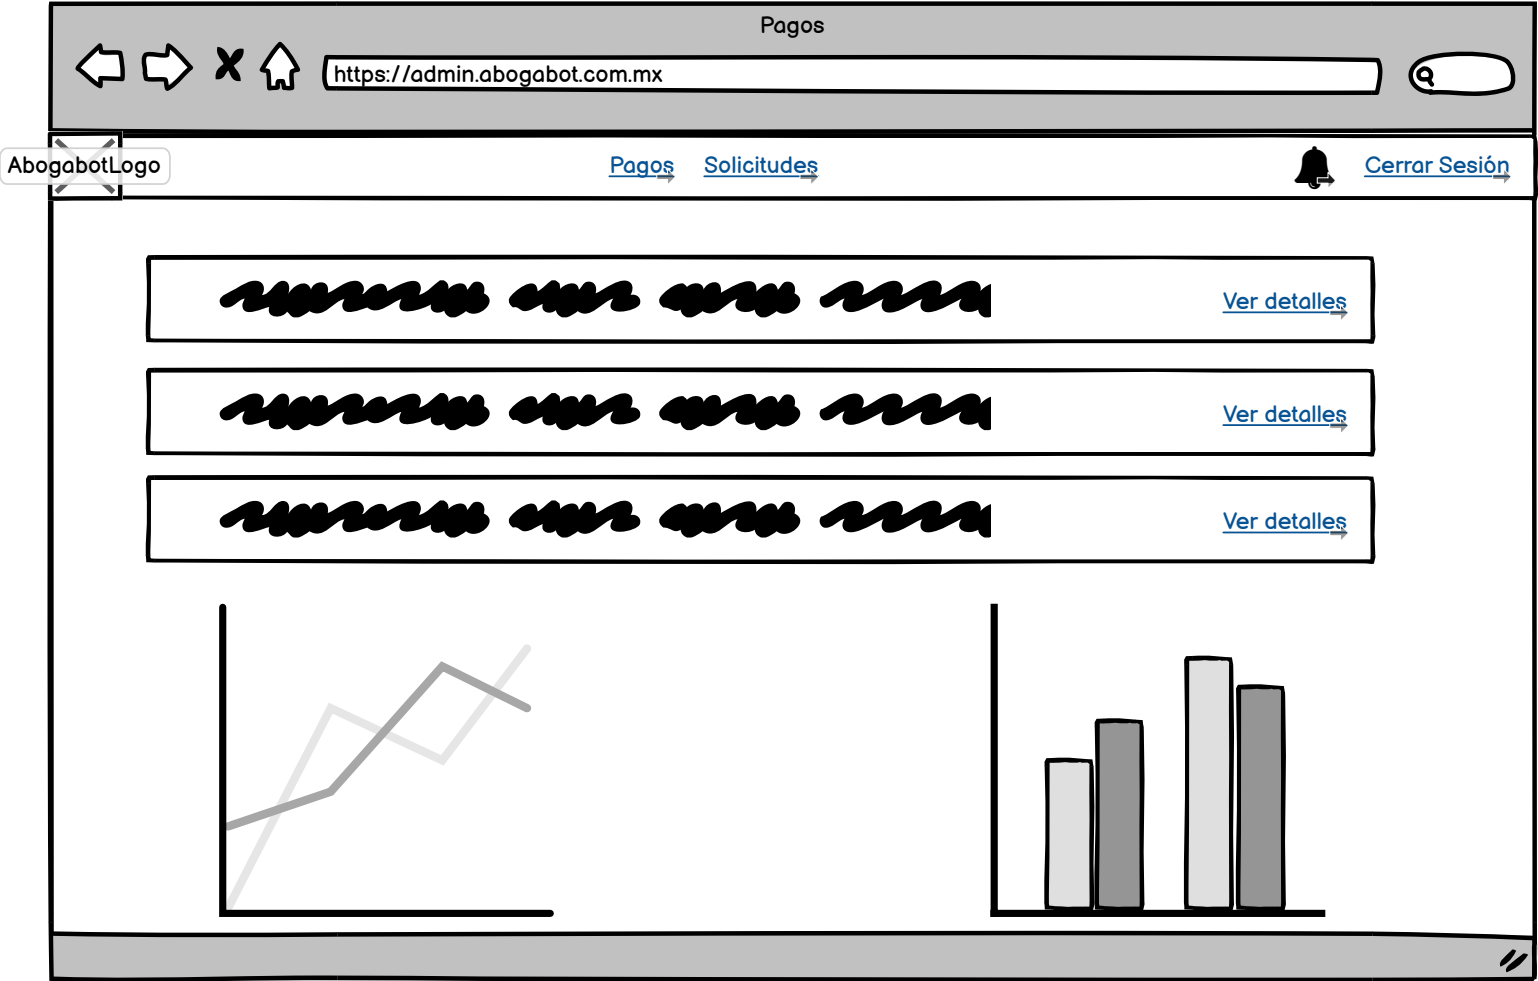 Pagos
https://admin.abogabot.com.mx
AbogabotLogo
Pagos Solicitudes Cerrar Sesión
Ver detalles
Ver detalles
Ver detalles